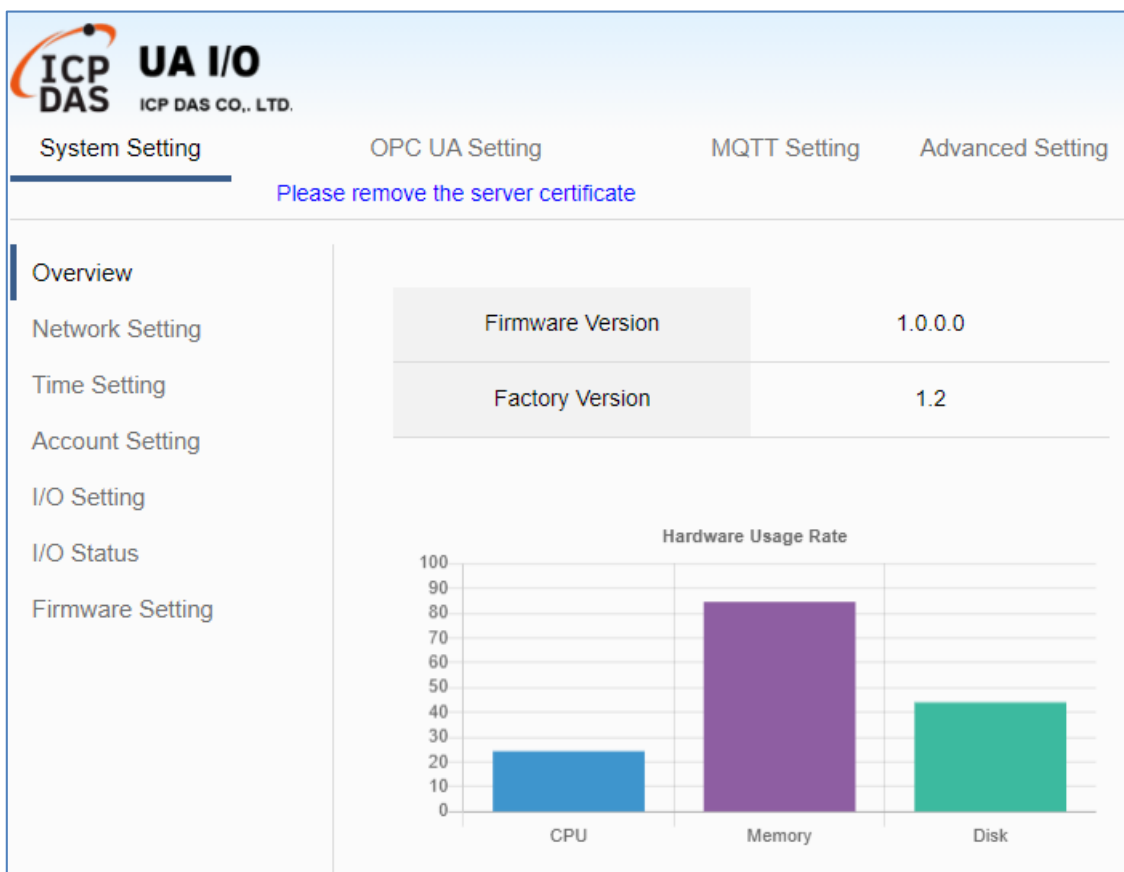 ICP
DAS
UA I/O
ICP DAS CO,. LTD.
System Setting OPC UA Setting MQTT Setting Advanced Setting
Please remove the server certificate
Overview
Network Setting
Time Setting
Account Setting
I/O Setting
I/O Status
Firmware Setting
Firmware Version 1.0.0.0
Factory Version 1.2
Hardware Usage Rate
100
90
80
70
60
50
40
30
20
10
0
CPU Memory Disk